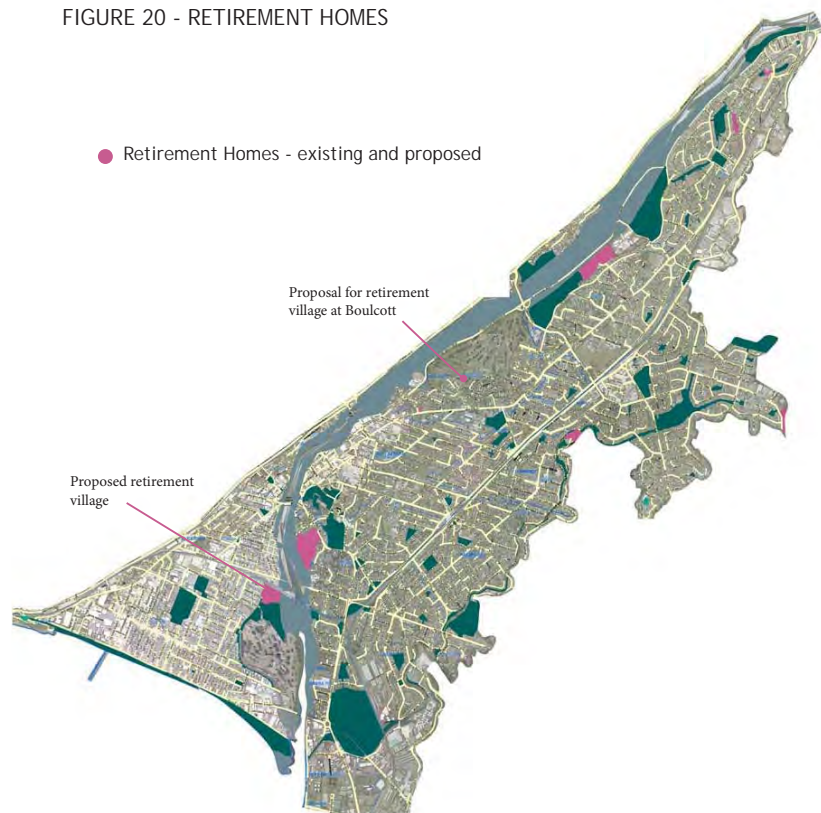 FIGURE 20 - RETIREMENT HOMES
Retirement Homes - existing and proposed
Proposal for retirement
village at Boulcott
Proposed retirement
village